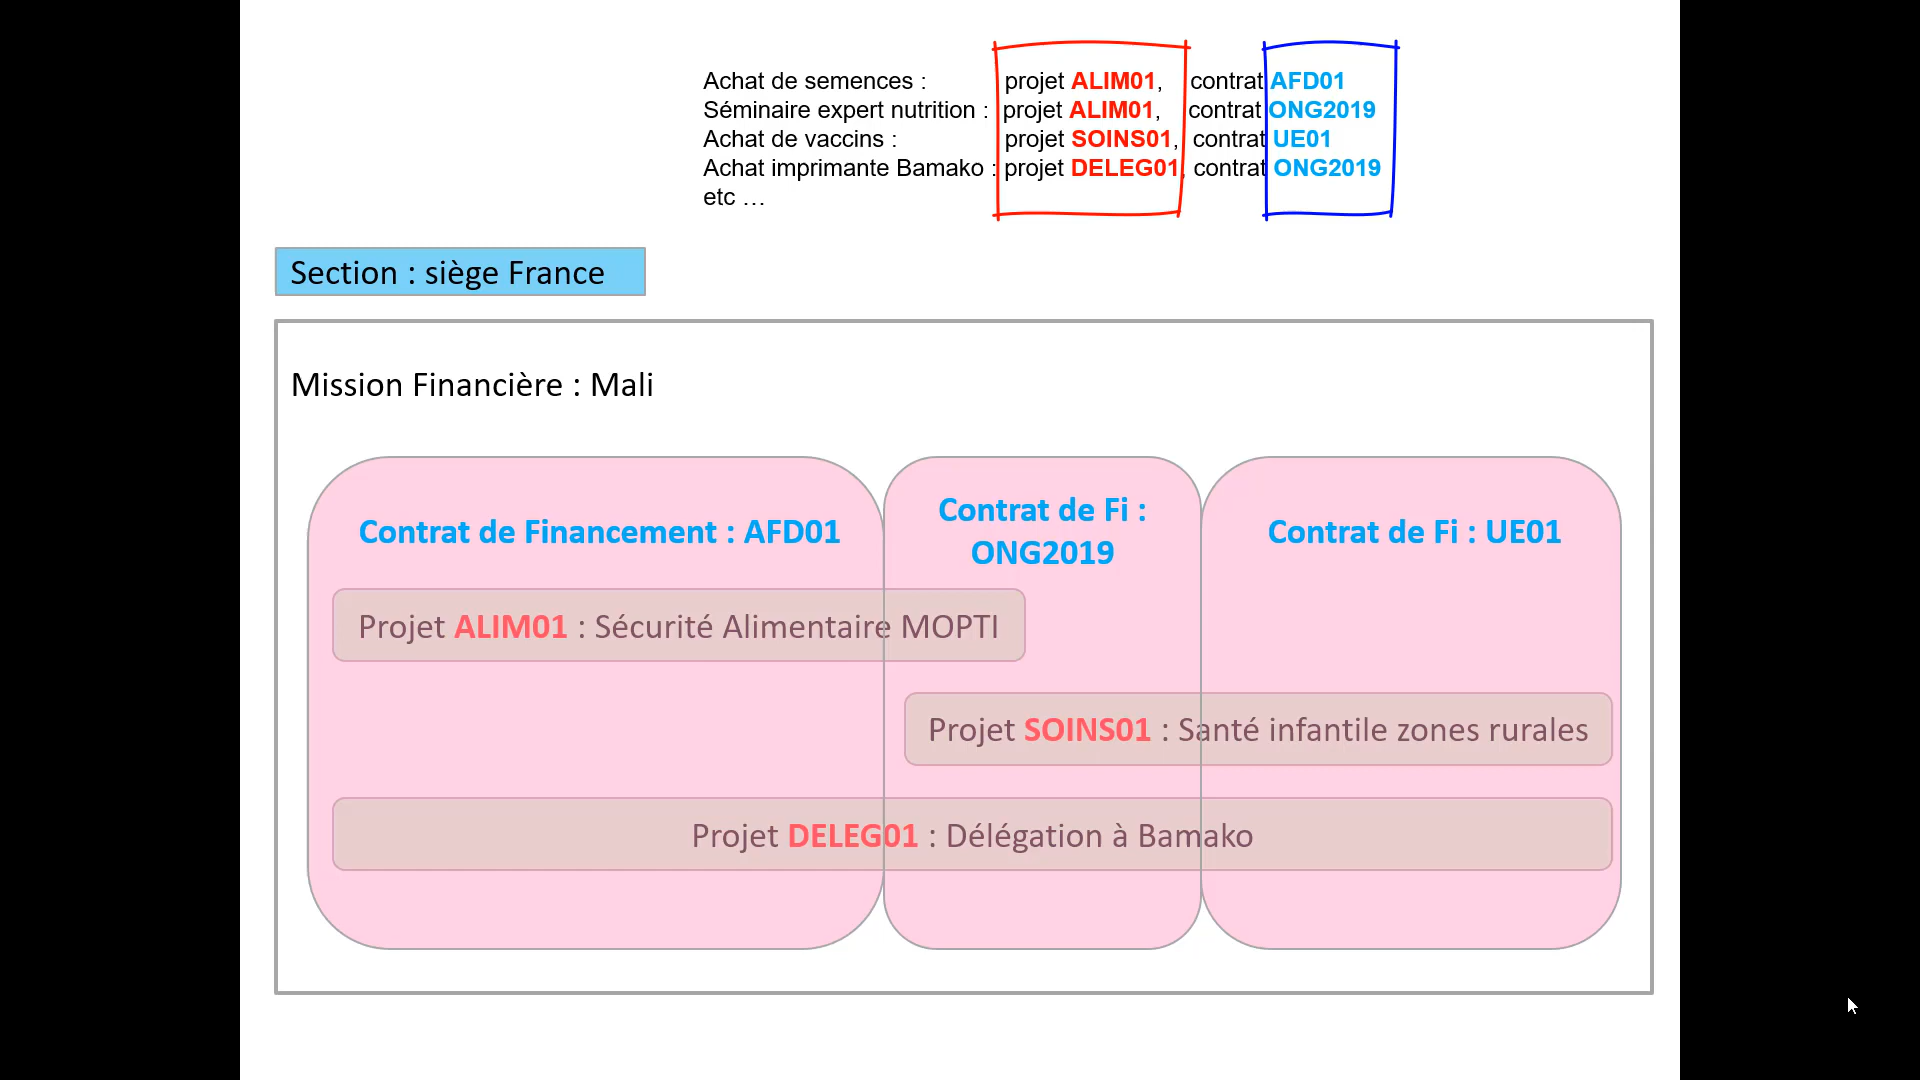 Achat de semences : projet ALIM01, contrat AFD01
Séminaire expert nutrition : projet ALIM01, contrat ONG2019
Achat de vaccins : projet SOINS01, contrat UE01
Achat imprimante Bamako : projet DELEG01, contrat ONG2019
etc …
Section : siège France
Mission Financière : Mali
Contrat de Financement : AFD01
Contrat de Fi :
ONG2019
Contrat de Fi : UE01
Projet ALIM01 : Sécurité Alimentaire MOPTI
Projet SOINS01 : Santé infantile zones rurales
Projet DELEG01 : Délégation à Bamako